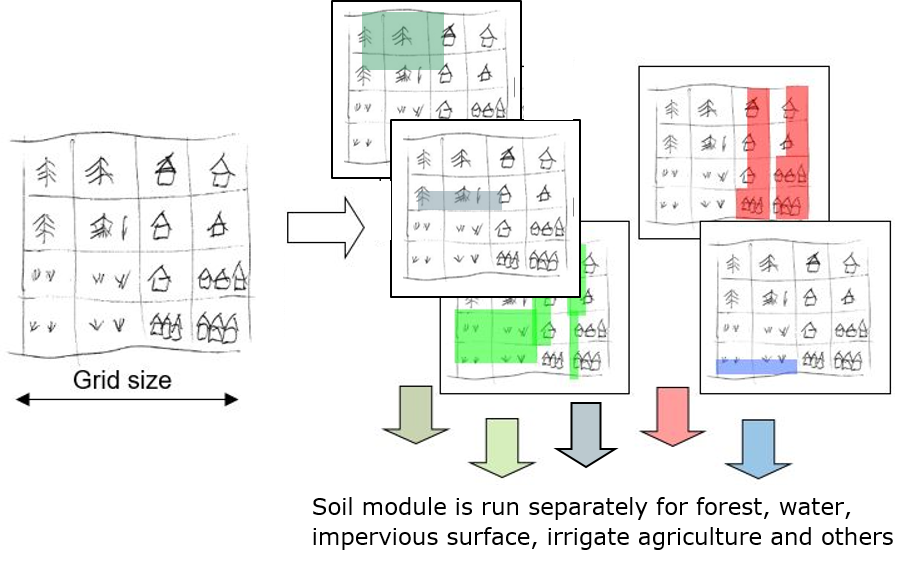 Grid size
Soil module is run separately for forest, water,
impervious surface, irrigate agriculture and others